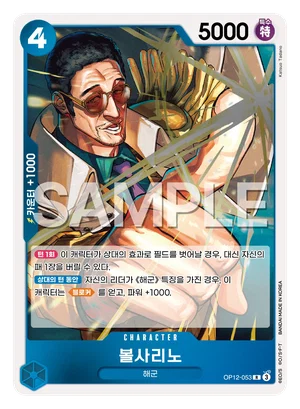 4
5000
특수
特
카운터 +1000
SAMPLE
턴 1회 이 캐릭터가 상대의 효과로 필드를 벗어날 경우, 대신 자신의
패 1장을 버릴 수 있다.
상대의 턴 동안 자신의 리더가 《해군》 특징을 가진 경우, 이
캐릭터는 블로커 를 얻고, 파워 +1000.
CHARACTER
볼사리노
해군
OP12-053 R
3